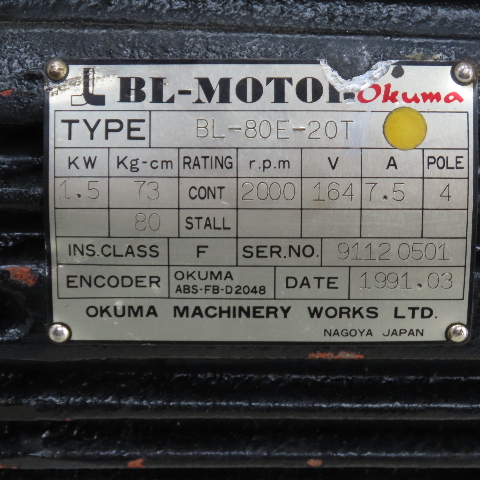 BL-MOTOR Okuma
TYPE BL-80E-20T
KW Kg-cm RATING r.p.m V A POLE
1.5 73 CONT 2000 164 7.5 4
80 STALL
INS.CLASS F SER.NO. 9112 0501
ENCODER OKUMA ABS-FB-D2048 DATE 1991.03
OKUMA MACHINERY WORKS LTD.
NAGOYA JAPAN